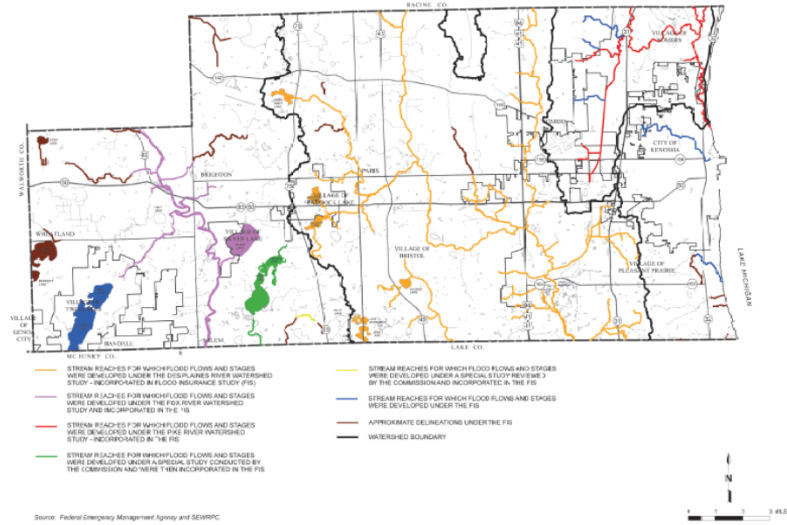 RACINE CO.
WALWORTH CO.
BRIGHTON
PARIS
VILLAGE OF
SOMERS
CITY OF
KENOSHA
VILLAGE OF
PADDOCK LAKE
VILLAGE OF
SILVER LAKE
WHEATLAND
VILLAGE OF
BRISTOL
VILLAGE OF
PLEASANT PRAIRIE
LAKE MICHIGAN
VILLAGE
OF
GENOA
CITY
RANDALL
SALEM
MC HENRY CO.
LAKE CO.
STREAM REACHES FOR WHICH FLOOD FLOWS AND STAGES
WERE DEVELOPED UNDER THE DES PLAINES RIVER WATERSHED
STUDY - INCORPORATED IN FLOOD INSURANCE STUDY (FIS)
STREAM REACHES FOR WHICH FLOOD FLOWS AND STAGES
WERE DEVELOPED UNDER THE FOX RIVER WATERSHED
STUDY AND INCORPORATED IN THE FIS
STREAM REACHES FOR WHICH FLOOD FLOWS AND STAGES
WERE DEVELOPED UNDER THE PIKE RIVER WATERSHED
STUDY - INCORPORATED IN THE FIS
STREAM REACHES FOR WHICH FLOOD FLOWS AND STAGES
WERE DEVELOPED UNDER A SPECIAL STUDY CONDUCTED BY
THE COMMISSION AND WERE THEN INCORPORATED IN THE FIS
STREAM REACHES FOR WHICH FLOOD FLOWS AND STAGES
WERE DEVELOPED UNDER A SPECIAL STUDY REVIEWED
BY THE COMMISSION AND INCORPORATED IN THE FIS
STREAM REACHES FOR WHICH FLOOD FLOWS AND STAGES
WERE DEVELOPED UNDER THE FIS
APPROXIMATE DELINEATIONS UNDER THE FIS
WATERSHED BOUNDARY
N
0 1 2 3 MILE
Source: Federal Emergency Management Agency and SEWRPC.